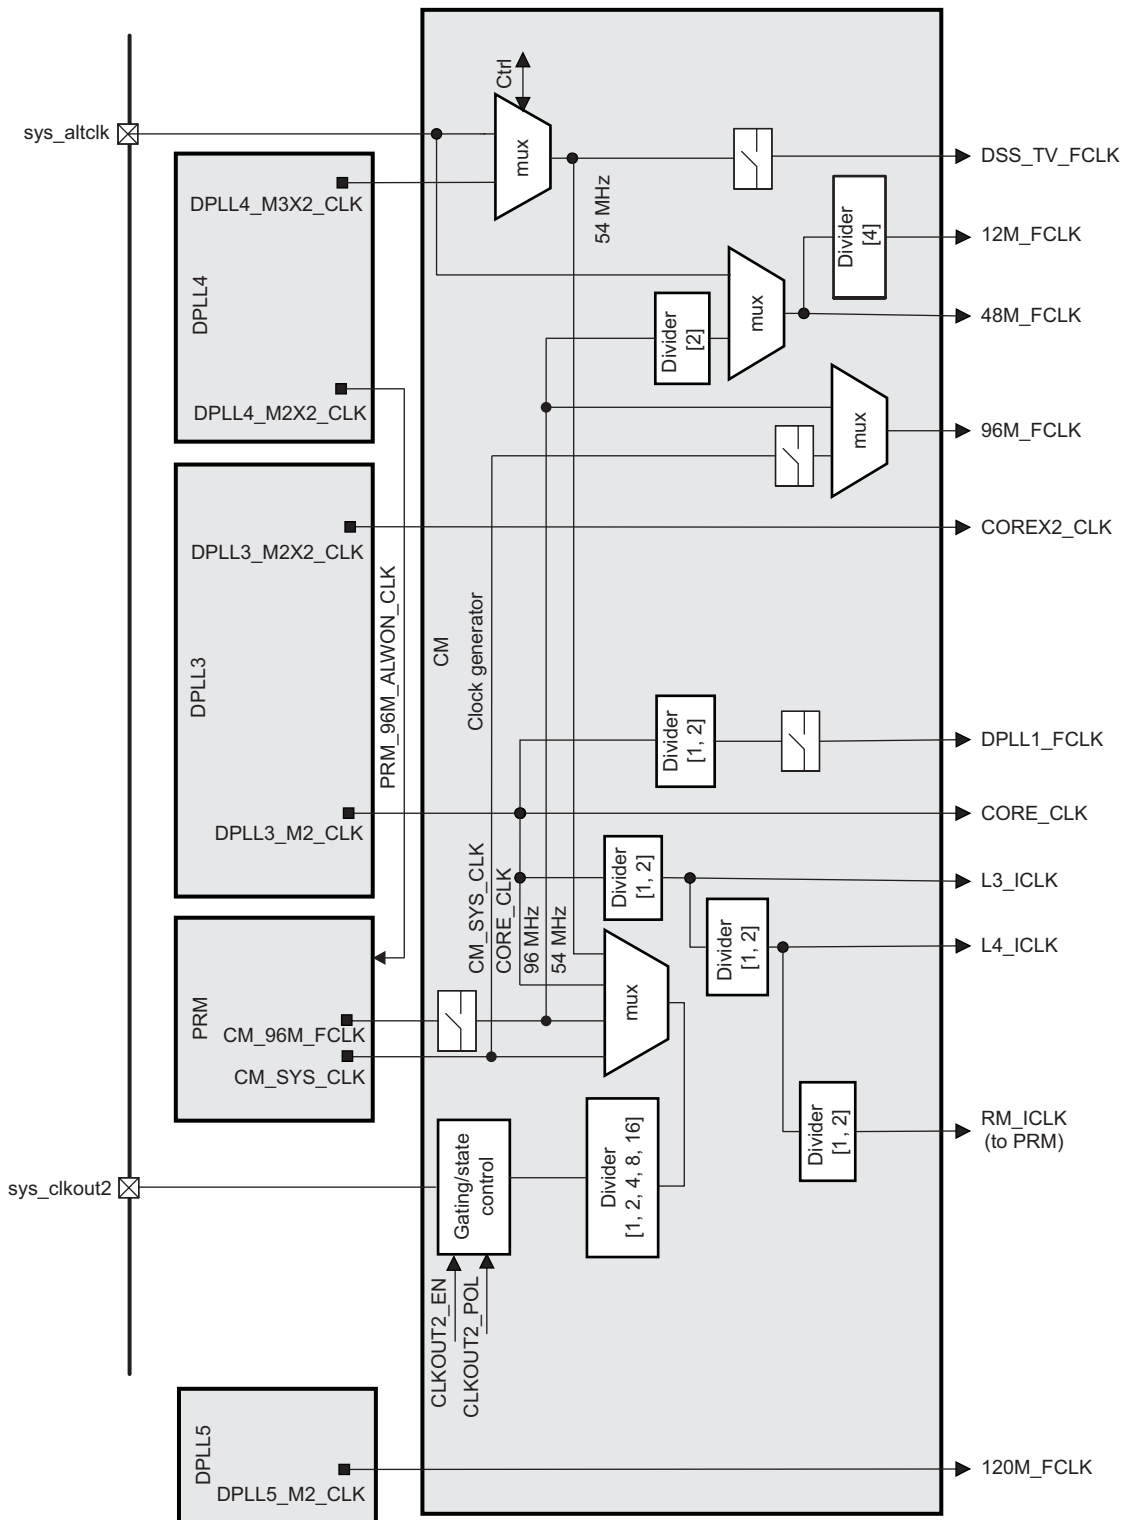 Ctrl
sys_altclk
mux
DSS_TV_FCLK
DPLL4_M3X2_CLK
54 MHz
Divider
[4]
12M_FCLK
DPLL4
mux
48M_FCLK
Divider
[2]
DPLL4_M2X2_CLK
mux
96M_FCLK
COREX2_CLK
DPLL3_M2X2_CLK
PRM_96M_ALWON_CLK
CM
Clock generator
DPLL3
Divider
[1, 2]
DPLL1_FCLK
DPLL3_M2_CLK
CORE_CLK
CM_SYS_CLK
CORE_CLK
96 MHz
54 MHz
Divider
[1, 2]
L3_ICLK
Divider
[1, 2]
L4_ICLK
mux
PRM
CM_96M_FCLK
CM_SYS_CLK
Divider
[1, 2]
RM_ICLK
(to PRM)
sys_clkout2
Gating/state
control
Divider
[1, 2, 4, 8, 16]
CLKOUT2_EN
CLKOUT2_POL
DPLL5
DPLL5_M2_CLK
120M_FCLK